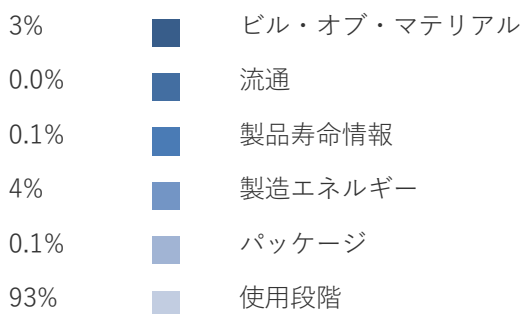 3% ビル・オブ・マテリアル
0.0% 流通
0.1% 製品寿命情報
4% 製造エネルギー
0.1% パッケージ
93% 使用段階